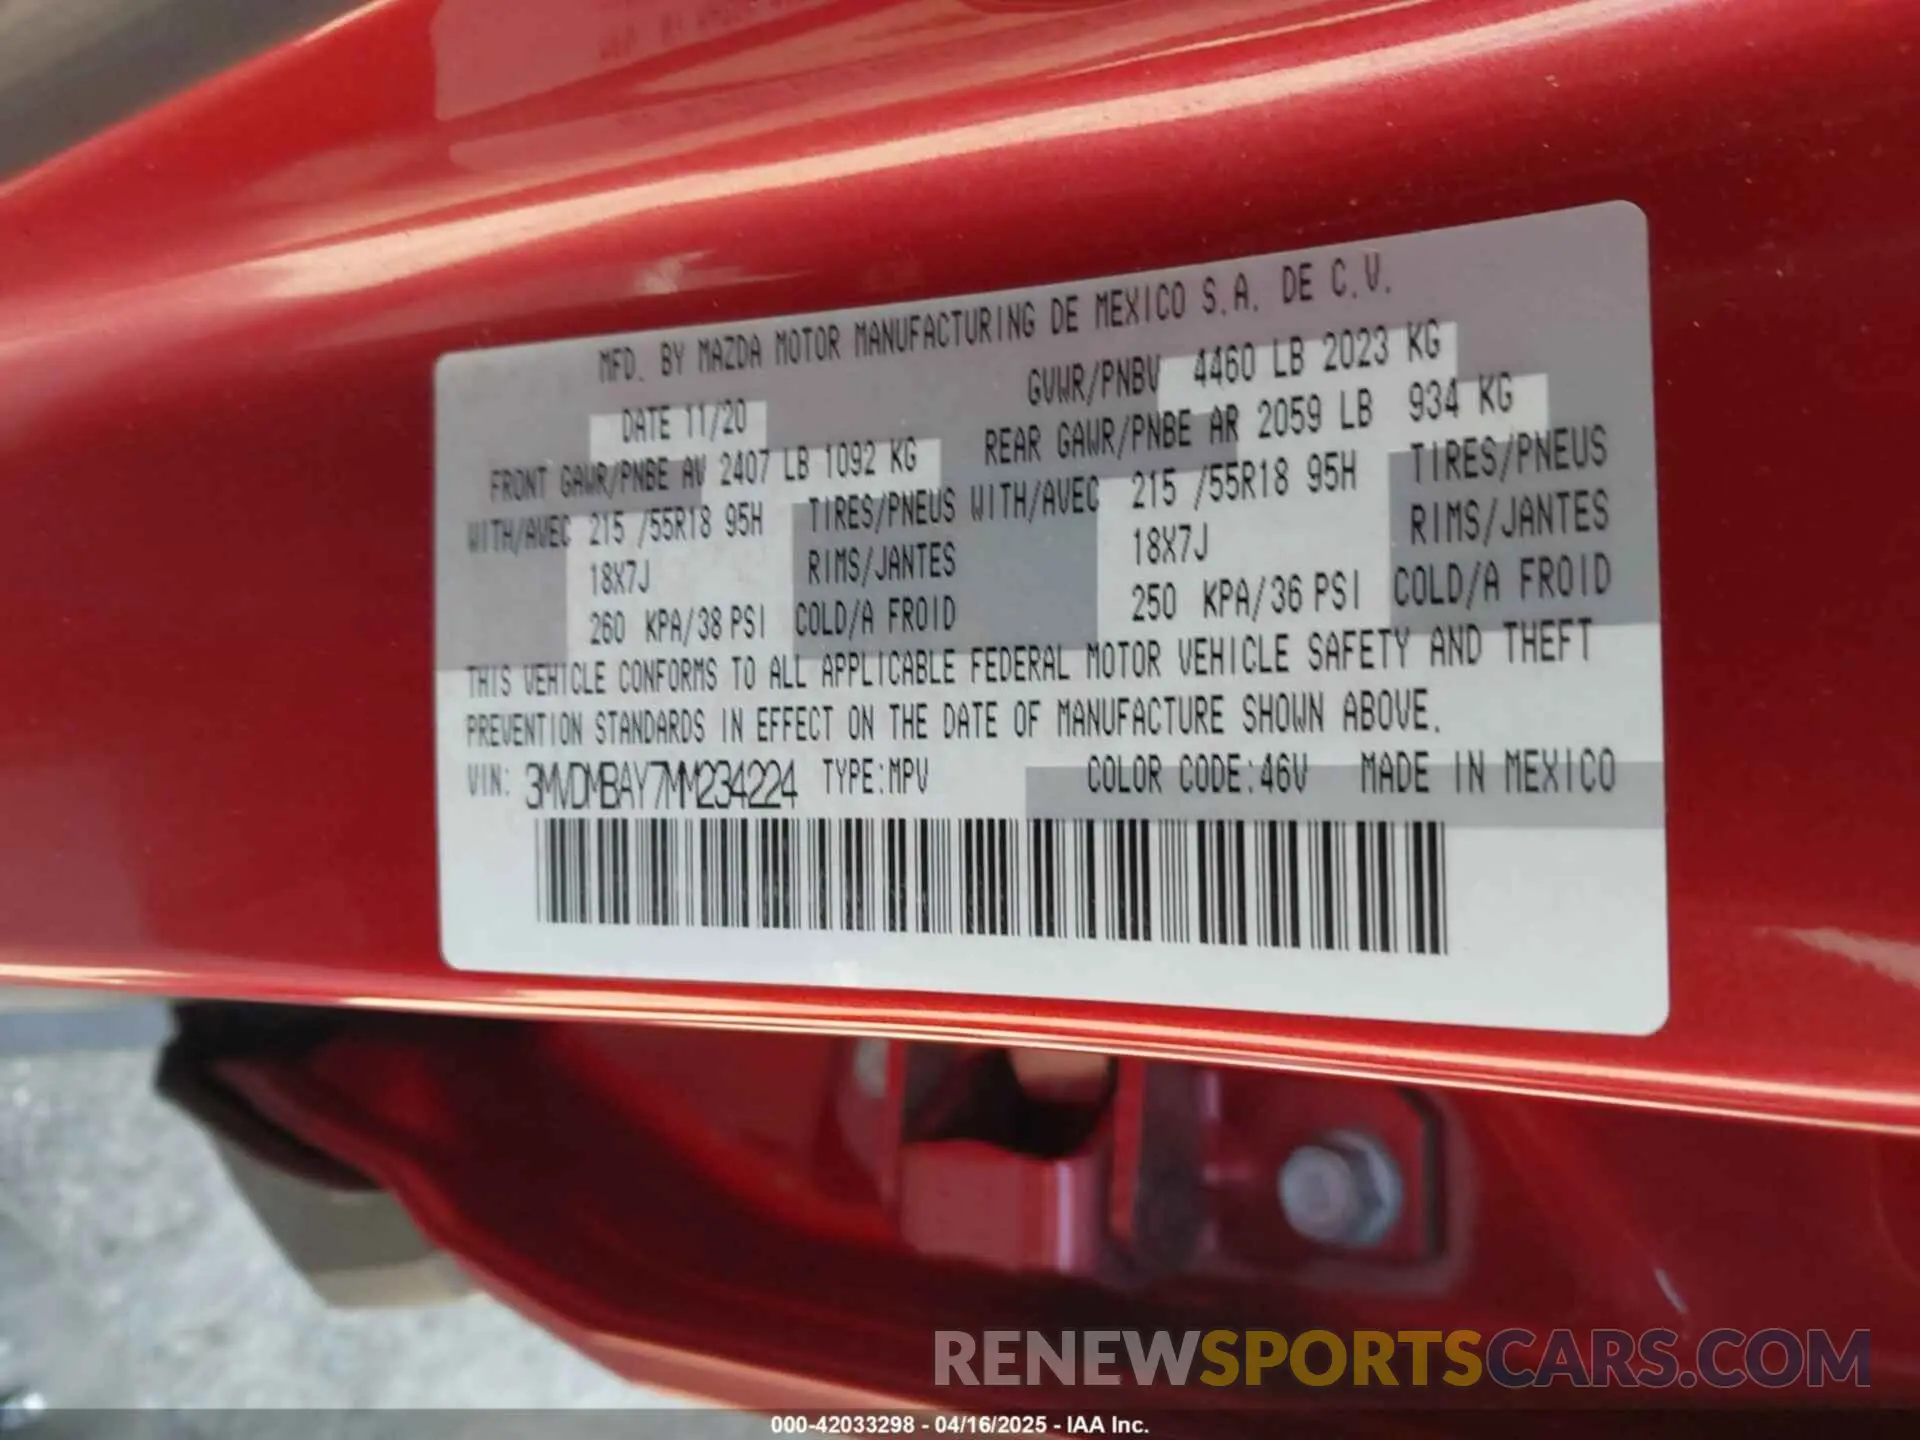 MFD. BY MAZDA MOTOR MANUFACTURING DE MEXICO S.A. DE C.V.
DATE 11/20 GVWR/PNBV 4460 LB 2023 KG
FRONT GAWR/PNBE AV 2407 LB 1092 KG REAR GAWR/PNBE AR 2059 LB 934 KG
WITH/AVEC 215 /55R18 95H TIRES/PNEUS WITH/AVEC 215 /55R18 95H TIRES/PNEUS
18X7J RIMS/JANTES 18X7J RIMS/JANTES
260 KPA/38 PSI COLD/A FROID 250 KPA/36 PSI COLD/A FROID
THIS VEHICLE CONFORMS TO ALL APPLICABLE FEDERAL MOTOR VEHICLE SAFETY AND THEFT
PREVENTION STANDARDS IN EFFECT ON THE DATE OF MANUFACTURE SHOWN ABOVE.
VIN: 3MVDMBAY7MM234224 TYPE:MPV COLOR CODE:46V MADE IN MEXICO
RENEWSPORTSCARS.COM
000-42033298 - 04/16/2025 - IAA Inc.